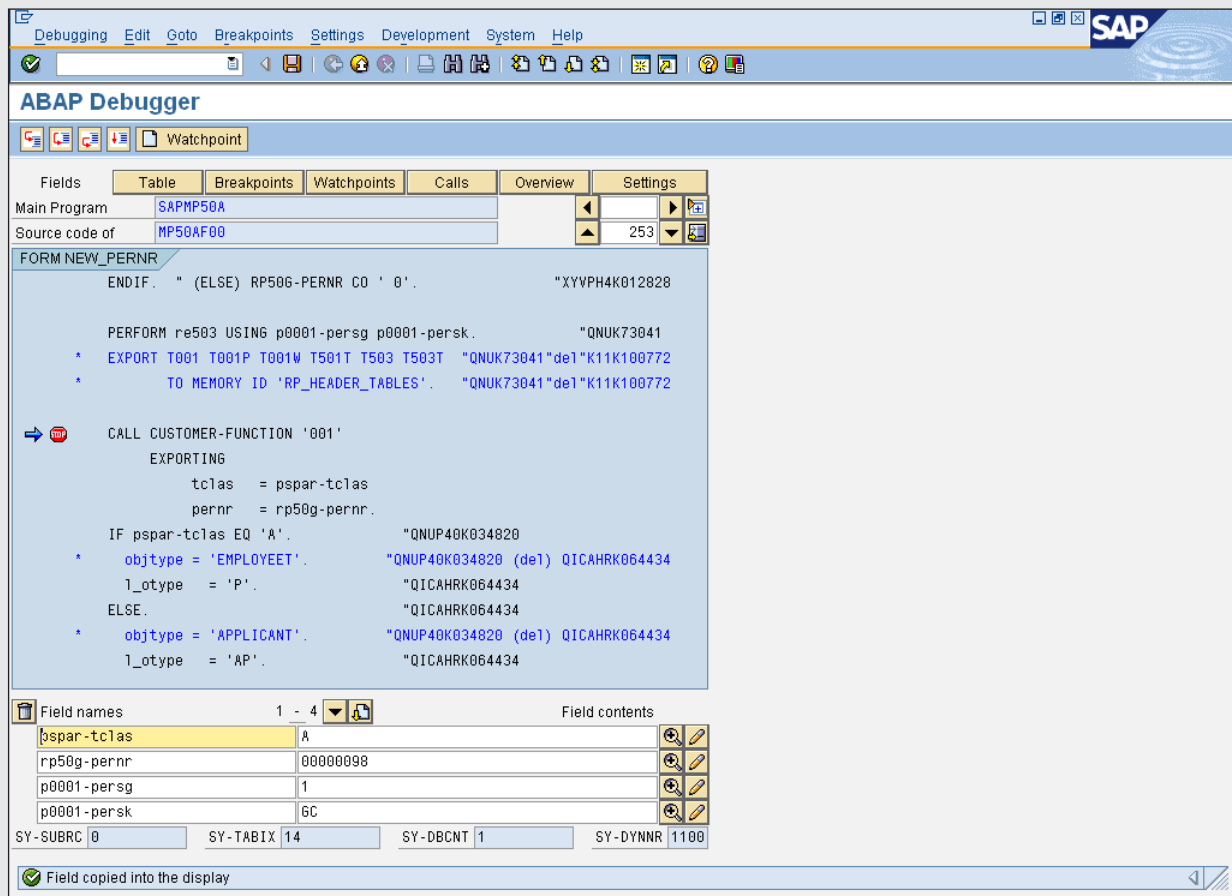 Debugging Edit Goto Breakpoints Settings Development System Help
SAP
ABAP Debugger
Watchpoint
Fields Table Breakpoints Watchpoints Calls Overview Settings
Main Program SAPMP50A
Source code of MP50AF00 253
FORM NEW_PERNR
ENDIF. " (ELSE) RP50G-PERNR CO ' 0'. "XYVPH4K012828
PERFORM re503 USING p0001-persg p0001-persk. "QNUK73041
* EXPORT T001 T001P T001W T501T T503 T503T "QNUK73041"del"K11K100772
* TO MEMORY ID 'RP_HEADER_TABLES'. "QNUK73041"del"K11K100772
STOP CALL CUSTOMER-FUNCTION '001'
EXPORTING
tclas = pspar-tclas
pernr = rp50g-pernr.
IF pspar-tclas EQ 'A'. "QNUP40K034820
* objtype = 'EMPLOYEET'. "QNUP40K034820 (del) QICAHRK064434
l_otype = 'P'. "QICAHRK064434
ELSE. "QICAHRK064434
* objtype = 'APPLICANT'. "QNUP40K034820 (del) QICAHRK064434
l_otype = 'AP'. "QICAHRK064434
Field names 1 - 4 Field contents
pspar-tclas A
rp50g-pernr 00000098
p0001-persg 1
p0001-persk GC
SY-SUBRC 0 SY-TABIX 14 SY-DBCNT 1 SY-DYNNR 1100
Field copied into the display